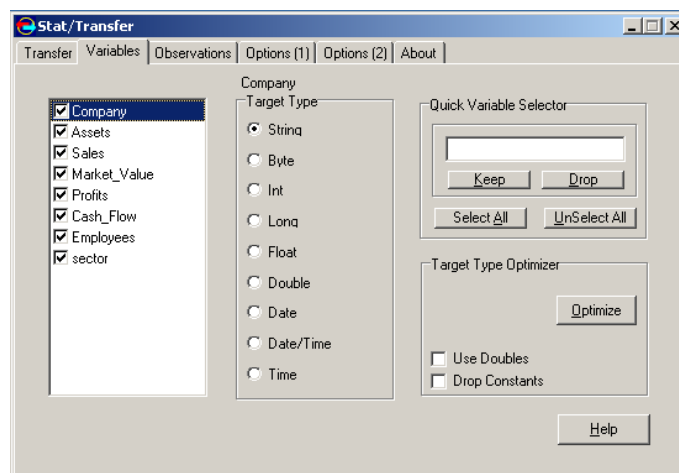 Stat/Transfer
Transfer Variables Observations Options (1) Options (2) About
Company
Assets
Sales
Market_Value
Profits
Cash_Flow
Employees
sector
Company
Target Type
String
Byte
Int
Long
Float
Double
Date
Date/Time
Time
Quick Variable Selector
Keep Drop
Select All UnSelect All
Target Type Optimizer
Optimize
Use Doubles
Drop Constants
Help